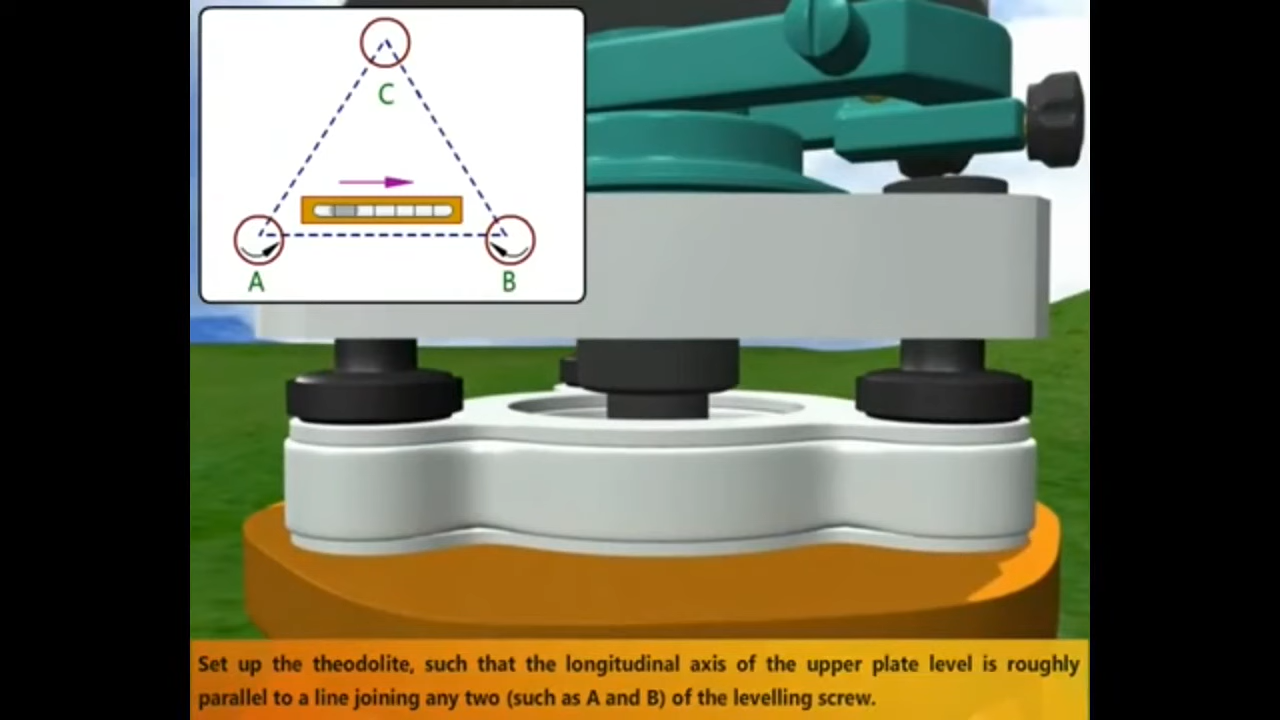 C
A
B
Set up the theodolite, such that the longitudinal axis of the upper plate level is roughly
parallel to a line joining any two (such as A and B) of the levelling screw.